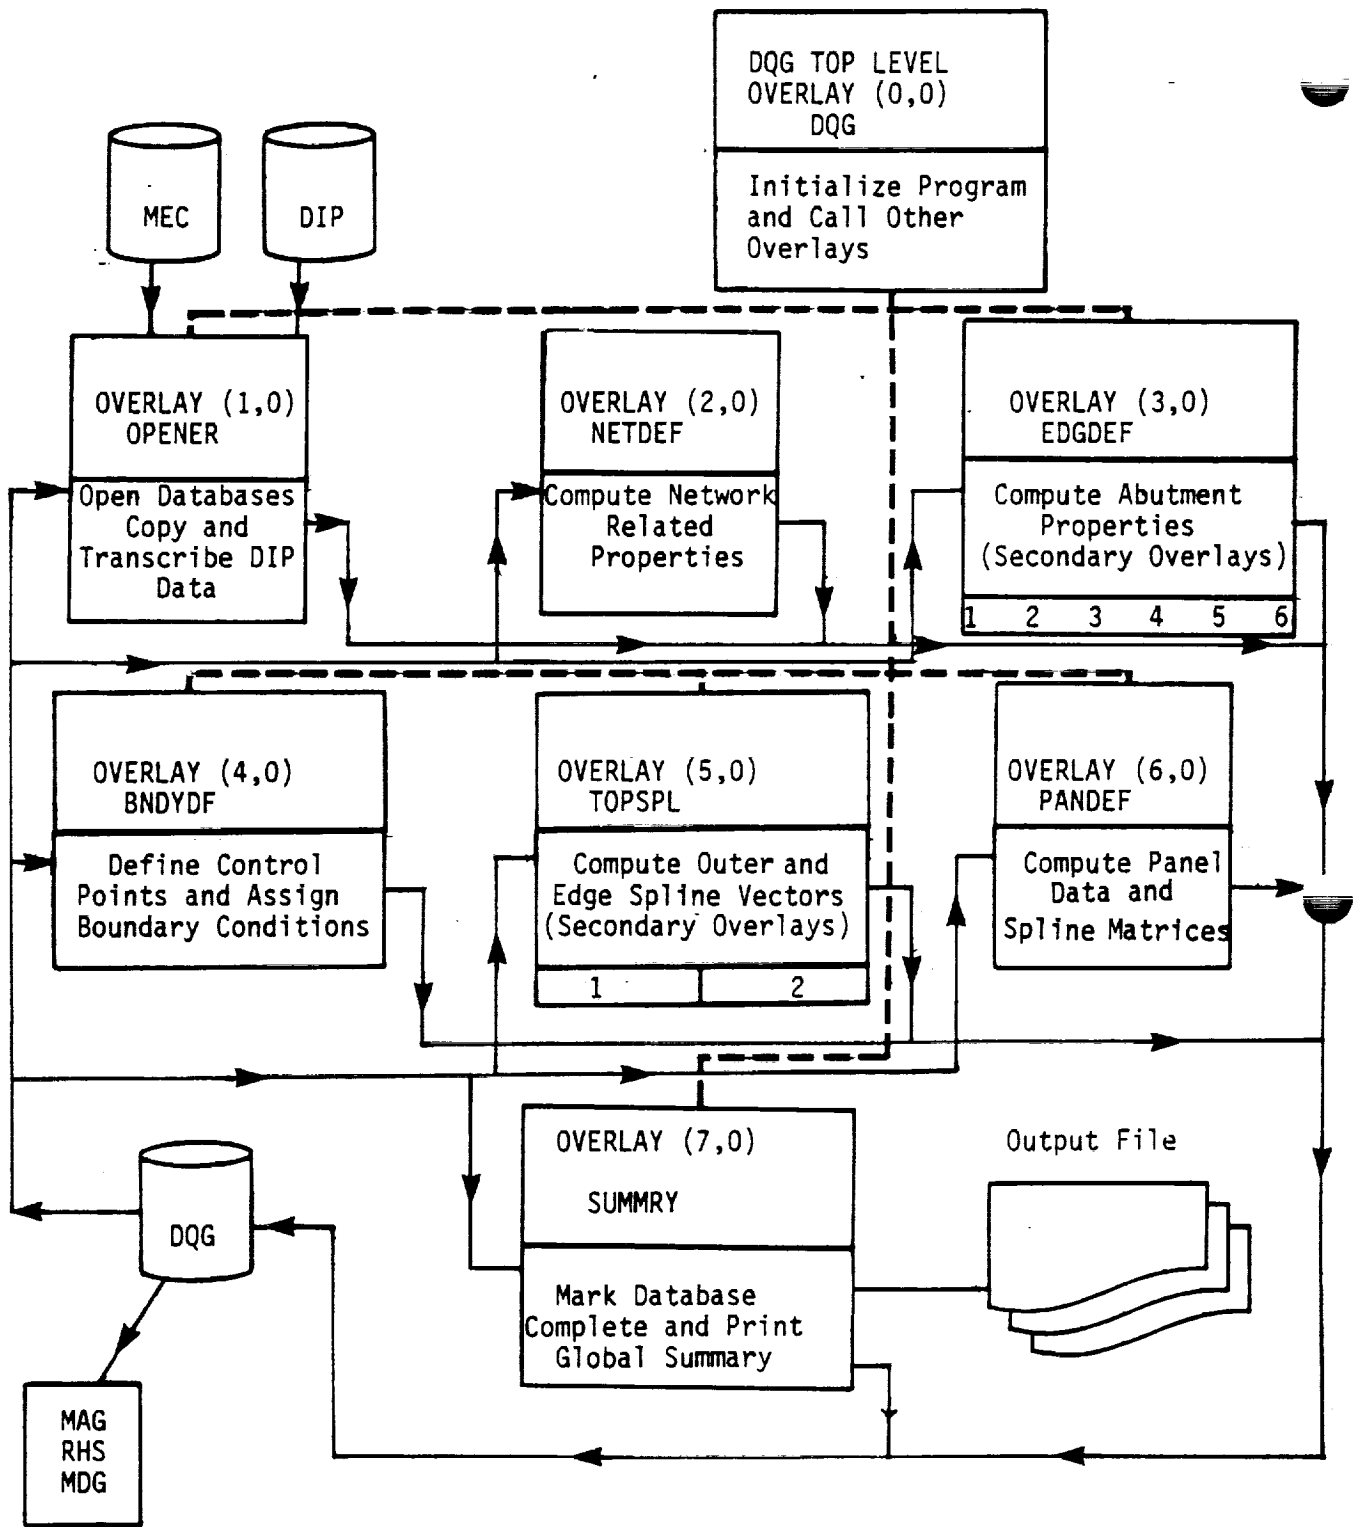 DQG TOP LEVEL
OVERLAY (0,0)
DQG
Initialize Program
and Call Other
Overlays
MEC
DIP
OVERLAY (1,0)
OPENER
Open Databases
Copy and
Transcribe DIP
Data
OVERLAY (2,0)
NETDEF
Compute Network
Related
Properties
OVERLAY (3,0)
EDGDEF
Compute Abutment
Properties
(Secondary Overlays)
1 2 3 4 5 6
OVERLAY (4,0)
BNDYDF
Define Control
Points and Assign
Boundary Conditions
OVERLAY (5,0)
TOPSPL
Compute Outer and
Edge Spline Vectors
(Secondary Overlays)
1 2
OVERLAY (6,0)
PANDEF
Compute Panel
Data and
Spline Matrices
OVERLAY (7,0)
SUMMRY
Mark Database
Complete and Print
Global Summary
Output File
DQG
MAG
RHS
MDG